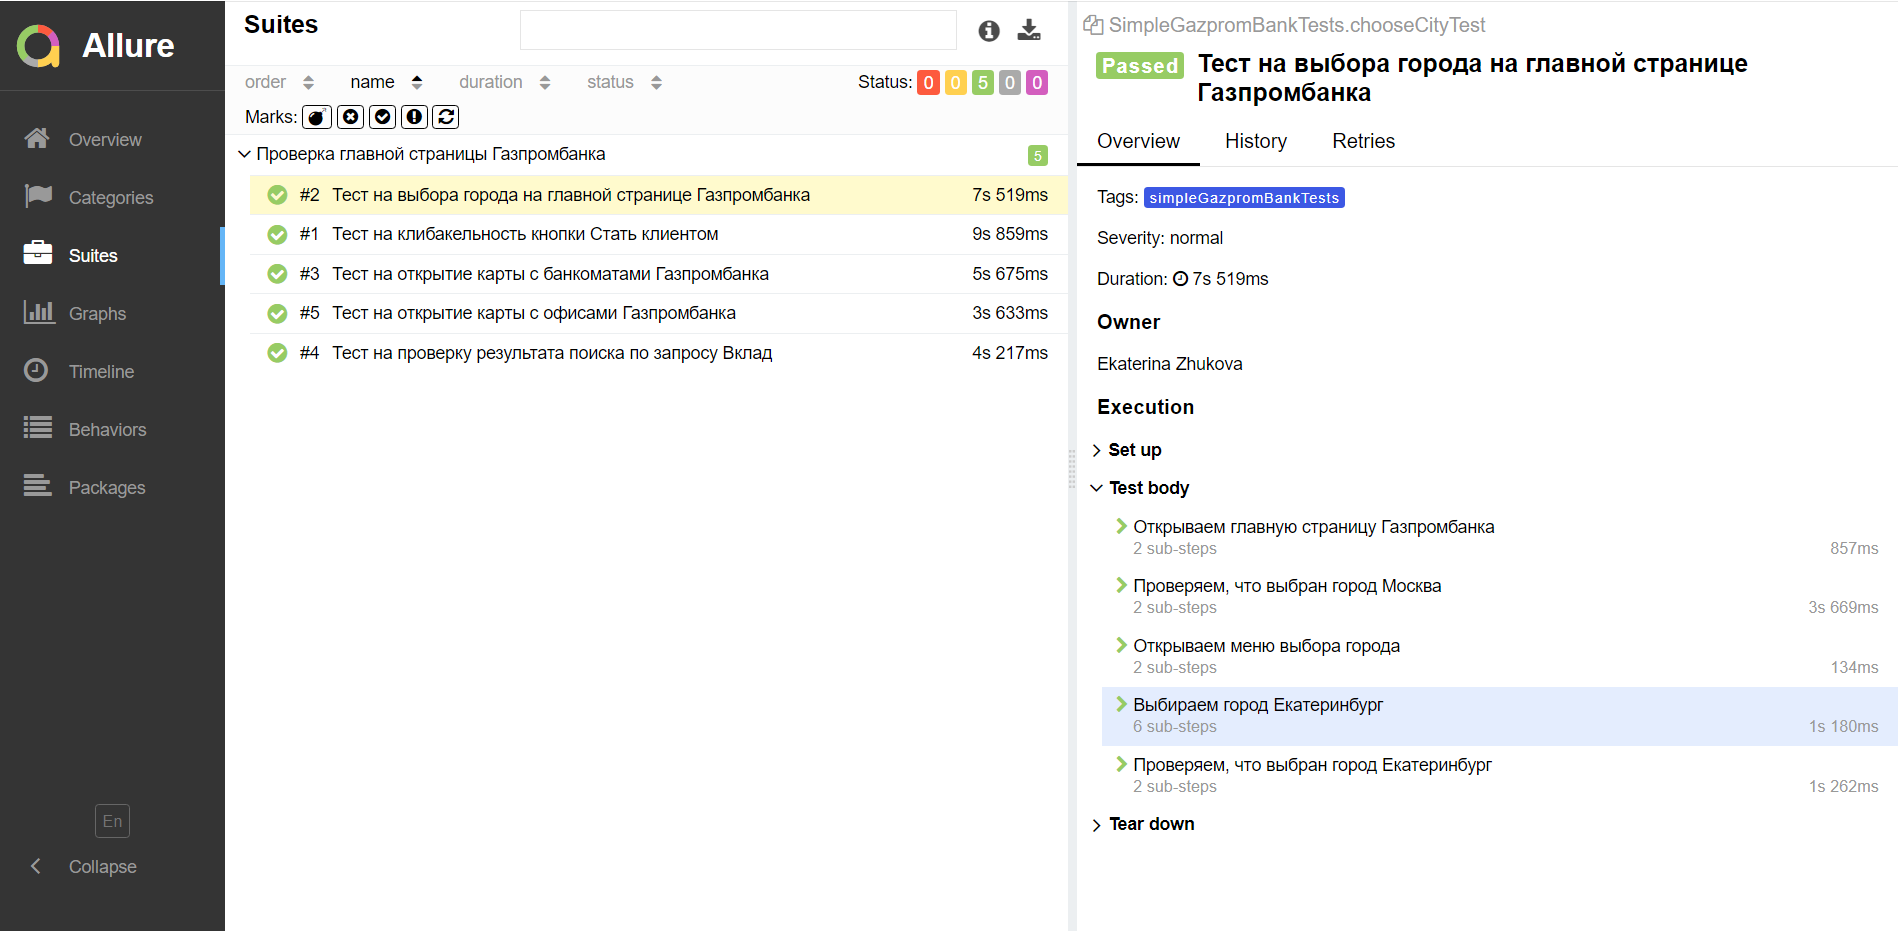 Allure
Overview
Categories
Suites
Graphs
Timeline
Behaviors
Packages
En
Collapse
Suites
order name duration status Status: 0 0 5 0 0
Marks:
Проверка главной страницы Газпромбанка 5
#2 Тест на выбора города на главной странице Газпромбанка 7s 519ms
#1 Тест на клибакельность кнопки Стать клиентом 9s 859ms
#3 Тест на открытие карты с банкоматами Газпромбанка 5s 675ms
#5 Тест на открытие карты с офисами Газпромбанка 3s 633ms
#4 Тест на проверку результата поиска по запросу Вклад 4s 217ms
SimpleGazpromBankTests.chooseCityTest
Passed Тест на выбора города на главной странице
Газпромбанка
Overview History Retries
Tags: simpleGazpromBankTests
Severity: normal
Duration: 7s 519ms
Owner
Ekaterina Zhukova
Execution
Set up
Test body
Открываем главную страницу Газпромбанка
2 sub-steps 857ms
Проверяем, что выбран город Москва
2 sub-steps 3s 669ms
Открываем меню выбора города
2 sub-steps 134ms
Выбираем город Екатеринбург
6 sub-steps 1s 180ms
Проверяем, что выбран город Екатеринбург
2 sub-steps 1s 262ms
Tear down